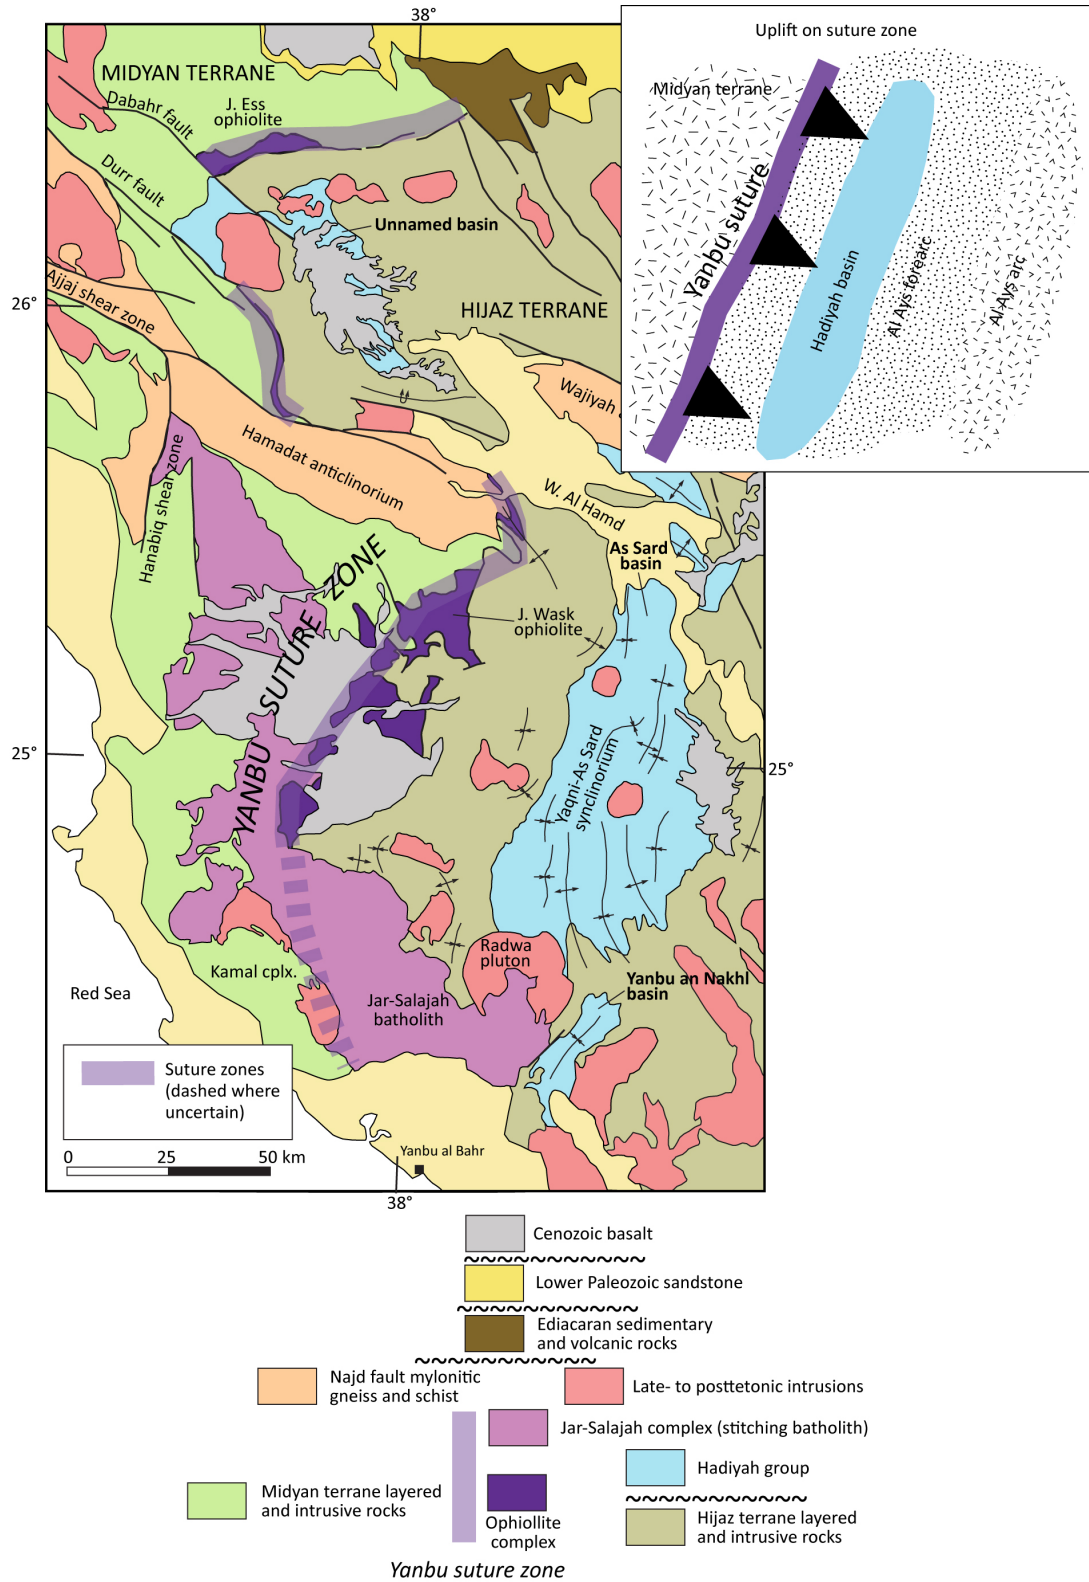 38°
Uplift on suture zone
MIDYAN TERRANE
Midyan terrane
Dabahr fault
J. Ess
ophiolite
Durr fault
Yanbu suture
Unnamed basin
Hadiyah basin
Al Ays forearc
Al Ays arc
26°
Ajjaj shear zone
HIJAZ TERRANE
Wajiyah
Hamadat anticlinorium
Hanabiq shear zone
W. Al Hamd
As Sard
basin
YANBU SUTURE ZONE
J. Wask
ophiolite
25°
25°
Yaqni-As Sard
synclinorium
Radwa
pluton
Kamal cplx.
Yanbu an Nakhl
basin
Red Sea
Jar-Salajah
batholith
Suture zones
(dashed where
uncertain)
0 25 50 km
Yanbu al Bahr
38°
Cenozoic basalt
Lower Paleozoic sandstone
Ediacaran sedimentary
and volcanic rocks
Najd fault mylonitic
gneiss and schist
Late- to posttetonic intrusions
Jar-Salajah complex (stitching batholith)
Hadiyah group
Midyan terrane layered
and intrusive rocks
Ophiollite
complex
Hijaz terrane layered
and intrusive rocks
Yanbu suture zone